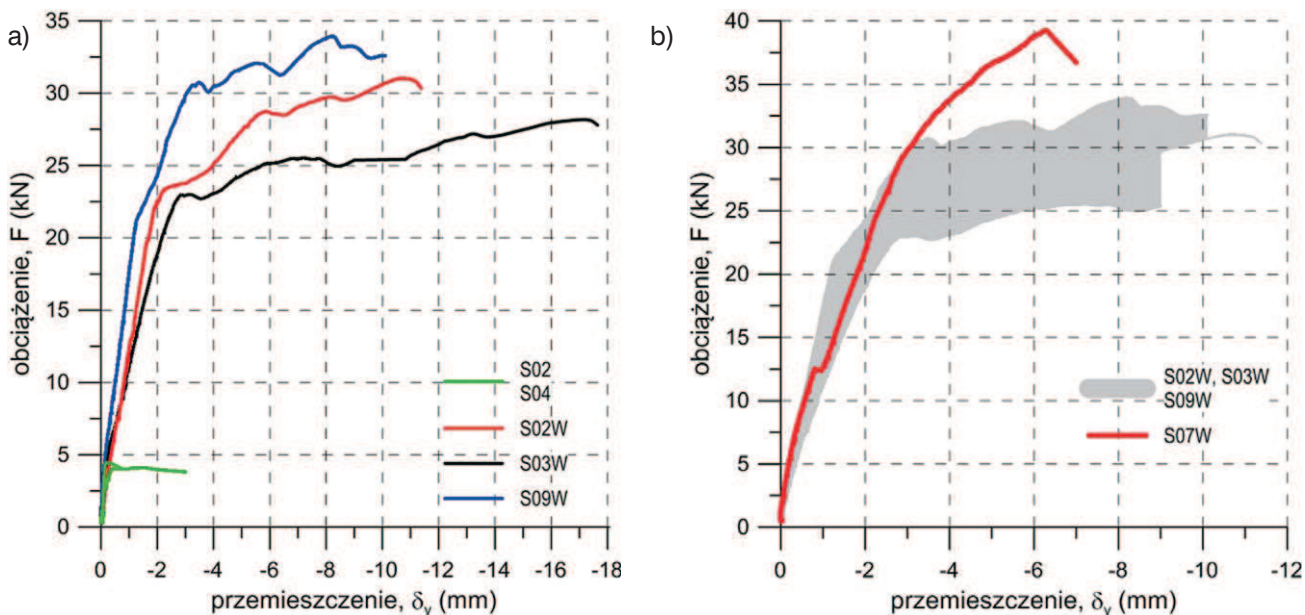 a)
obciążenie, F (kN)
35
30
25
20
15
10
5
0
0 -2 -4 -6 -8 -10 -12 -14 -16 -18
przemieszczenie, δᵥ (mm)
S02
S04
S02W
S03W
S09W
b)
obciążenie, F (kN)
40
35
30
25
20
15
10
5
0
0 -2 -4 -6 -8 -10 -12
przemieszczenie, δᵥ (mm)
S02W, S03W
S09W
S07W